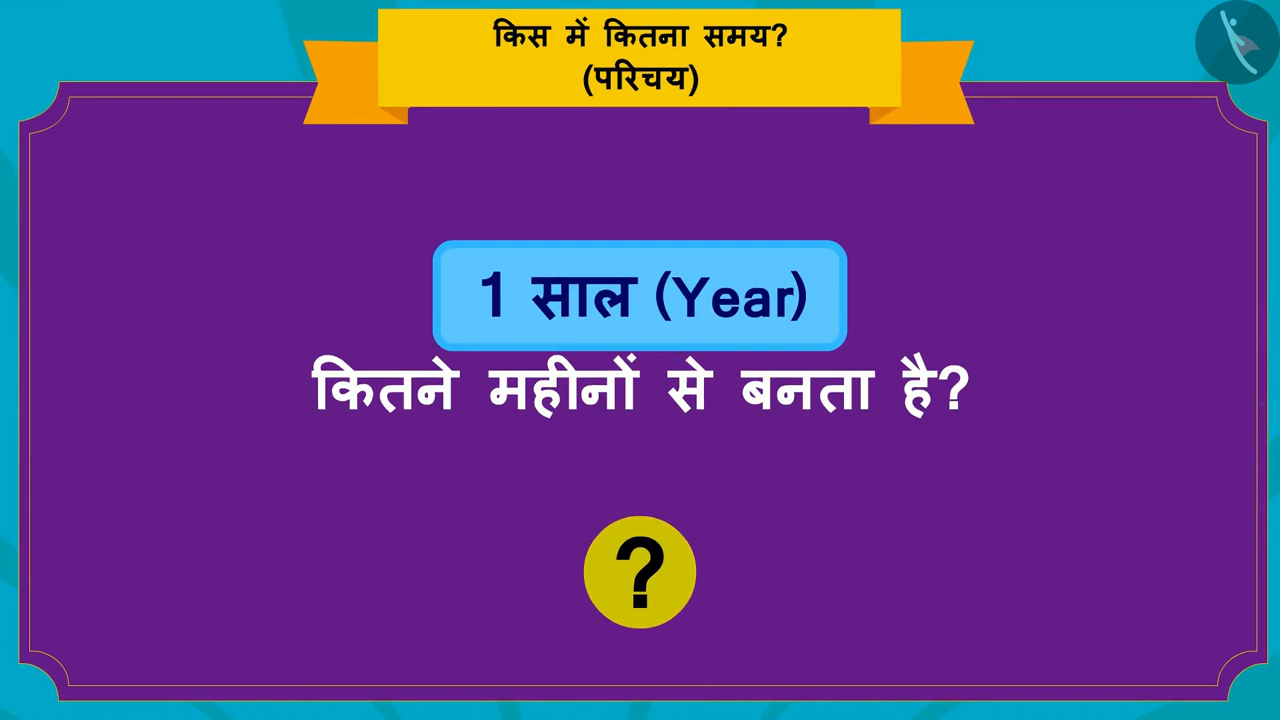 किस में कितना समय?
(परिचय)
1 साल (Year)
कितने महीनों से बनता है?
?